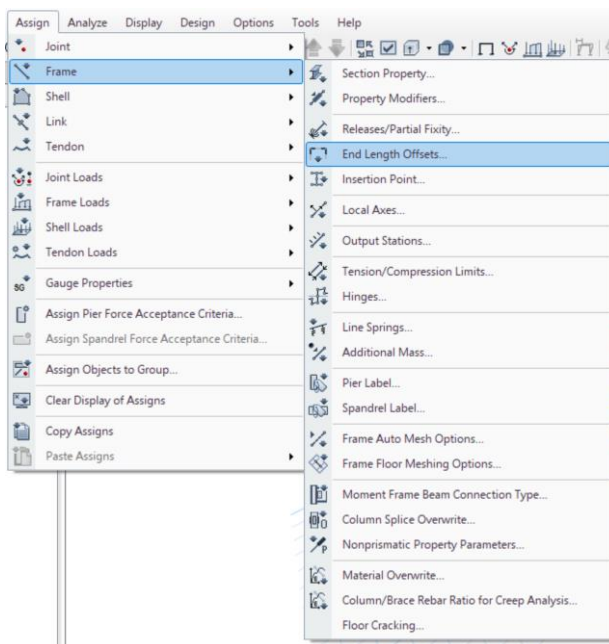 Assign Analyze Display Design Options Tools Help
Joint
Frame
Shell
Link
Tendon
Joint Loads
Frame Loads
Shell Loads
Tendon Loads
SG Gauge Properties
Assign Pier Force Acceptance Criteria...
Assign Spandrel Force Acceptance Criteria...
Assign Objects to Group...
Clear Display of Assigns
Copy Assigns
Paste Assigns
Section Property...
Property Modifiers...
Releases/Partial Fixity...
End Length Offsets...
Insertion Point...
Local Axes...
Output Stations...
Tension/Compression Limits...
Hinges...
Line Springs...
Additional Mass...
Pier Label...
Spandrel Label...
Frame Auto Mesh Options...
Frame Floor Meshing Options...
Moment Frame Beam Connection Type...
Column Splice Overwrite...
Nonprismatic Property Parameters...
Material Overwrite...
Column/Brace Rebar Ratio for Creep Analysis...
Floor Cracking...